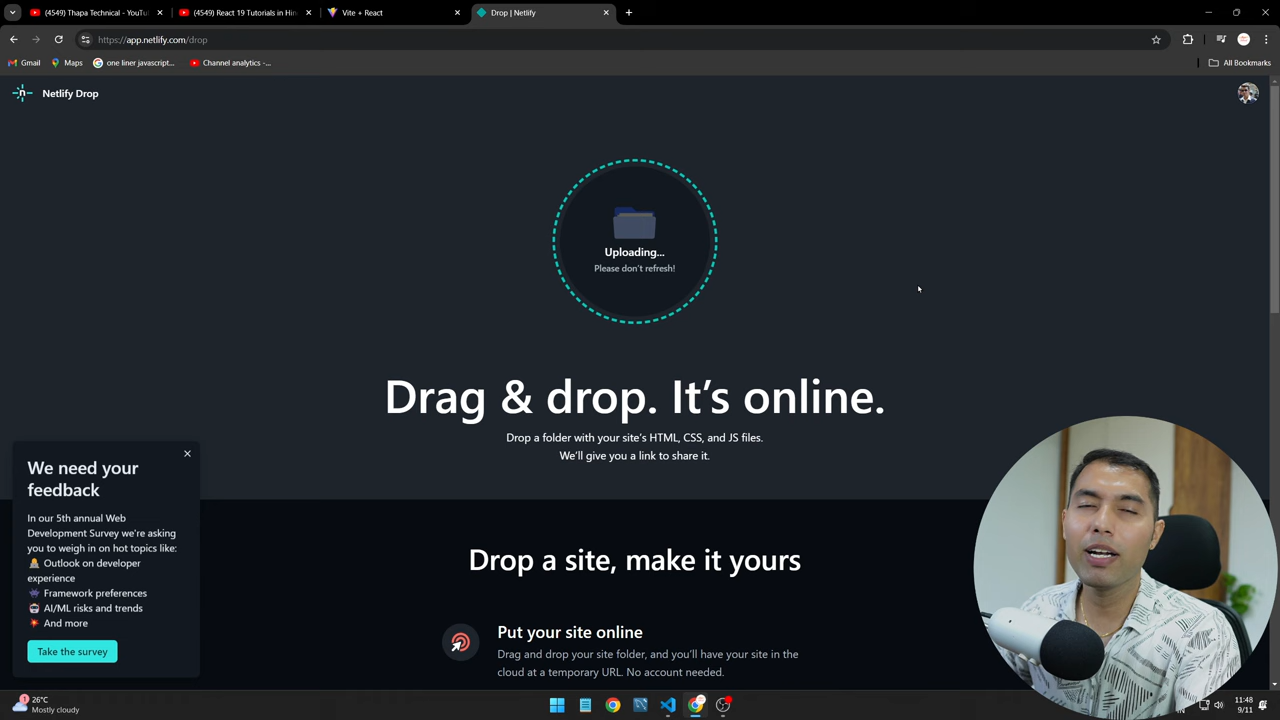 (4549) Thapa Technical - YouTu
(4549) React 19 Tutorials in Hin
Vite + React
Drop | Netlify
https://app.netlify.com/drop
Gmail
Maps
one liner javascript...
Channel analytics -...
All Bookmarks
Netlify Drop
Uploading...
Please don't refresh!
Drag & drop. It's online.
Drop a folder with your site's HTML, CSS, and JS files.
We'll give you a link to share it.
We need your
feedback
In our 5th annual Web
Development Survey we're asking
you to weigh in on hot topics like:
Outlook on developer
experience
Framework preferences
AI/ML risks and trends
And more
Take the survey
Drop a site, make it yours
Put your site online
Drag and drop your site folder, and you'll have your site in the
cloud at a temporary URL. No account needed.
1
26°C
Mostly cloudy
11:48
9/11